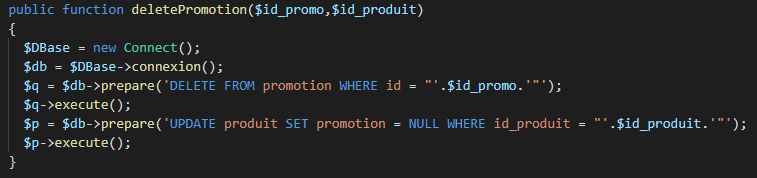 public function deletePromotion($id_promo,$id_produit)
{
$DBase = new Connect();
$db = $DBase->connexion();
$q = $db->prepare('DELETE FROM promotion WHERE id = "'.$id_promo.'"');
$q->execute();
$p = $db->prepare('UPDATE produit SET promotion = NULL WHERE id_produit = "'.$id_produit.'"');
$p->execute();
}